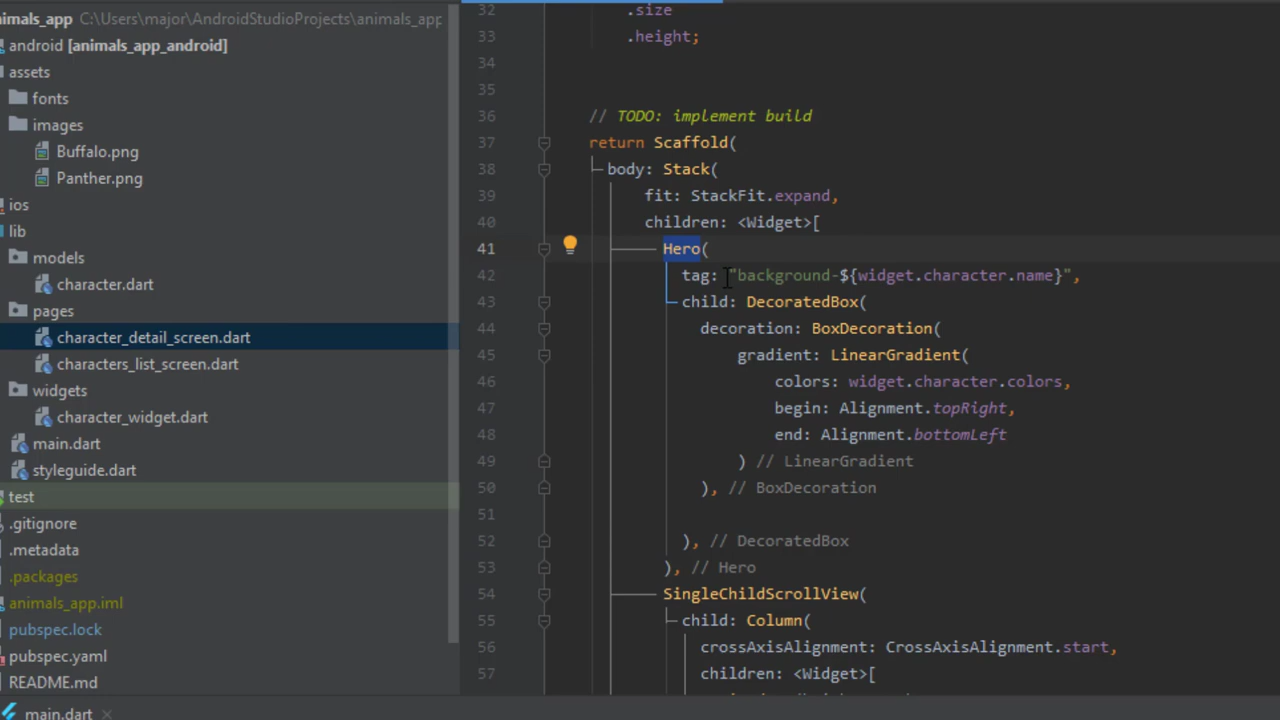 nimals_app C:\Users\major\AndroidStudioProjects\animals_app
android [animals_app_android]
assets
fonts
images
Buffalo.png
Panther.png
ios
lib
models
character.dart
pages
character_detail_screen.dart
characters_list_screen.dart
widgets
character_widget.dart
main.dart
styleguide.dart
test
.gitignore
.metadata
.packages
animals_app.iml
pubspec.lock
pubspec.yaml
README.md
main.dart
32 .size
33 .height;
34
35
36 // TODO: implement build
37 return Scaffold(
38 body: Stack(
39 fit: StackFit.expand,
40 children: <Widget>[
41 Hero(
42 tag: "background-${widget.character.name}",
43 child: DecoratedBox(
44 decoration: BoxDecoration(
45 gradient: LinearGradient(
46 colors: widget.character.colors,
47 begin: Alignment.topRight,
48 end: Alignment.bottomLeft
49 ) // LinearGradient
50 ), // BoxDecoration
51
52 ), // DecoratedBox
53 ), // Hero
54 SingleChildScrollView(
55 child: Column(
56 crossAxisAlignment: CrossAxisAlignment.start,
57 children: <Widget>[